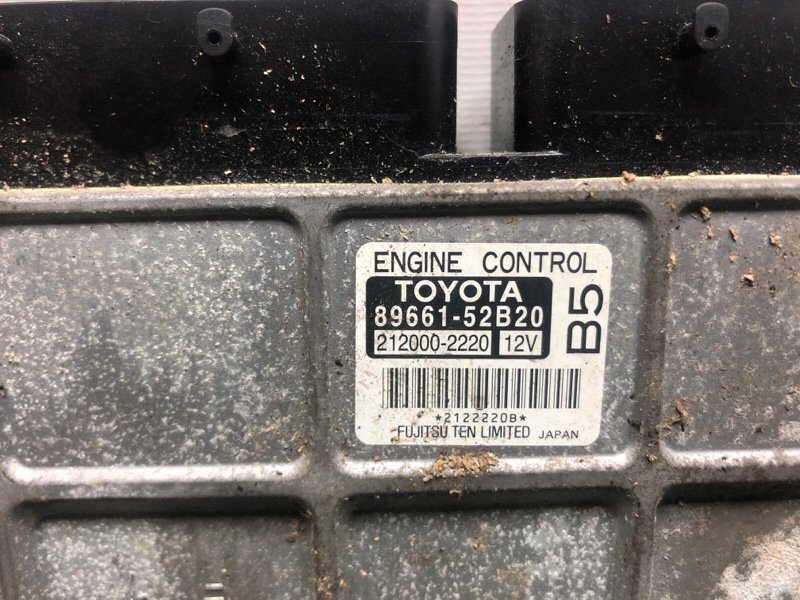 ENGINE CONTROL
TOYOTA
89661-52B20
212000-2220 12V
B5
*2122220B*
FUJITSU TEN LIMITED JAPAN